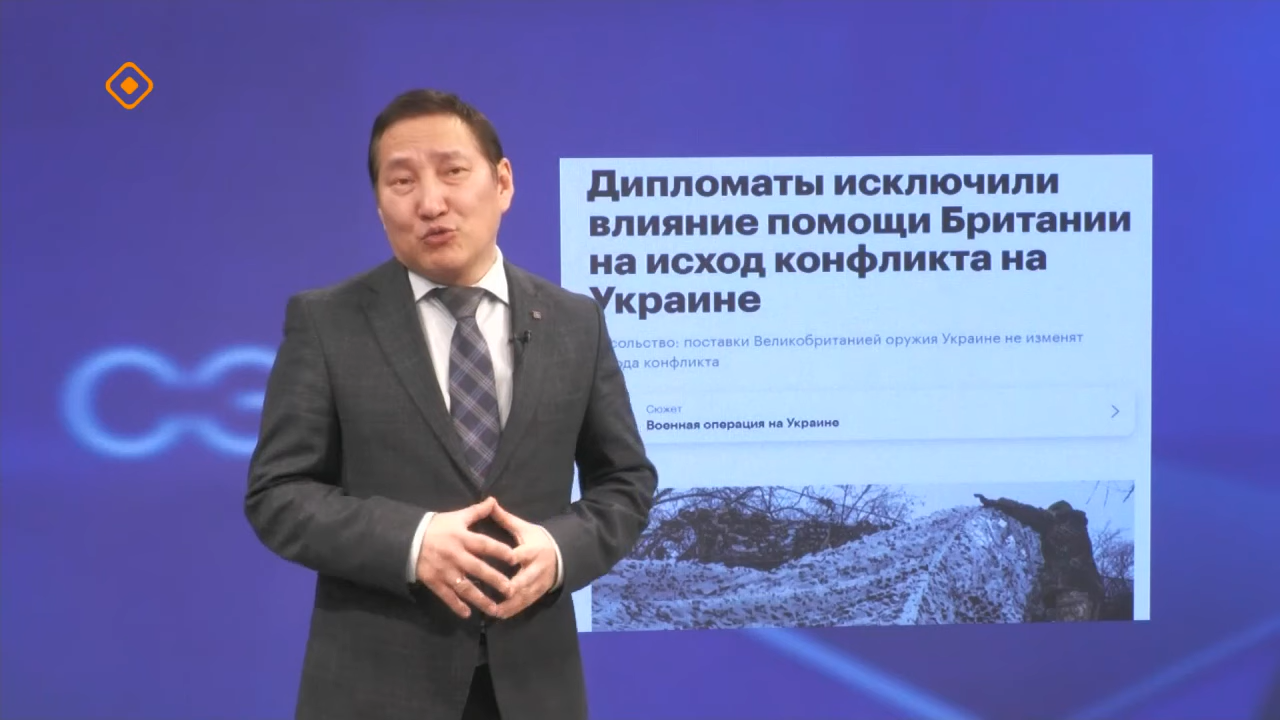 Дипломаты исключили
влияние помощи Британии
на исход конфликта на
Украине
поставки Великобританией оружия Украине не изменят
конфликта
Сюжет
Военная операция на Украине